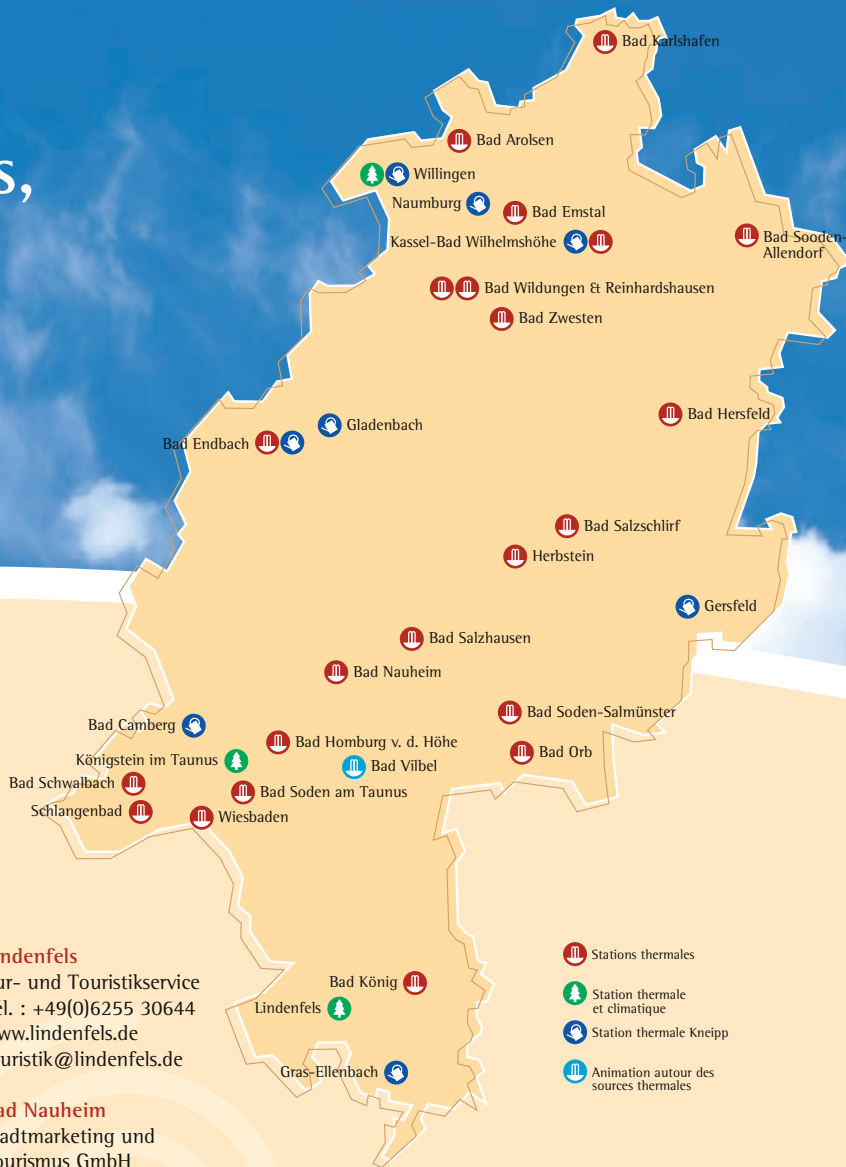 s,
Bad Karlshafen
Bad Arolsen
Willingen
Naumburg
Bad Emstal
Kassel-Bad Wilhelmshöhe
Bad Sooden-
Allendorf
Bad Wildungen & Reinhardshausen
Bad Zwesten
Bad Hersfeld
Gladenbach
Bad Endbach
Bad Salzschlirf
Herbstein
Gersfeld
Bad Salzhausen
Bad Nauheim
Bad Soden-Salmünster
Bad Camberg
Bad Homburg v. d. Höhe
Bad Orb
Königstein im Taunus
Bad Vilbel
Bad Schwalbach
Bad Soden am Taunus
Schlangenbad
Wiesbaden
Bad König
Lindenfels
Gras-Ellenbach
Stations thermales
Station thermale
et climatique
Station thermale Kneipp
Animation autour des
sources thermales
ndenfels
ur- und Touristikservice
él. : +49(0)6255 30644
ww.lindenfels.de
uristik@lindenfels.de
ad Nauheim
adtmarketing und
ourismus GmbH